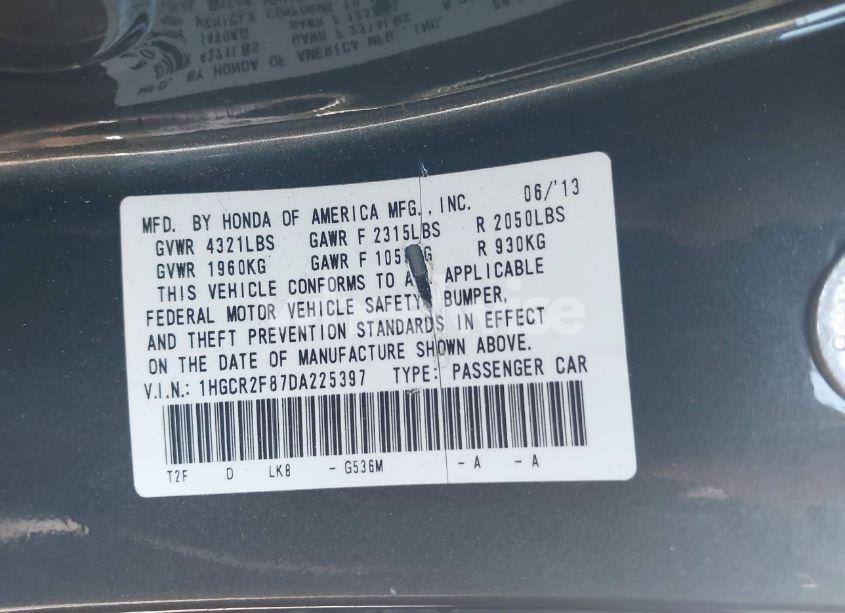 MFD. BY HONDA OF AMERICA MFG., INC. 06/'13
GVWR 4321LBS GAWR F 2315LBS R 2050LBS
GVWR 1960KG GAWR F 105 G R 930KG
THIS VEHICLE CONFORMS TO APPLICABLE
FEDERAL MOTOR VEHICLE SAFETY, BUMPER,
AND THEFT PREVENTION STANDARDS IN EFFECT
ON THE DATE OF MANUFACTURE SHOWN ABOVE.
V.I.N.: 1HGCR2F87DA225397 TYPE: PASSENGER CAR
T2F D LK8 - G536M - A - A